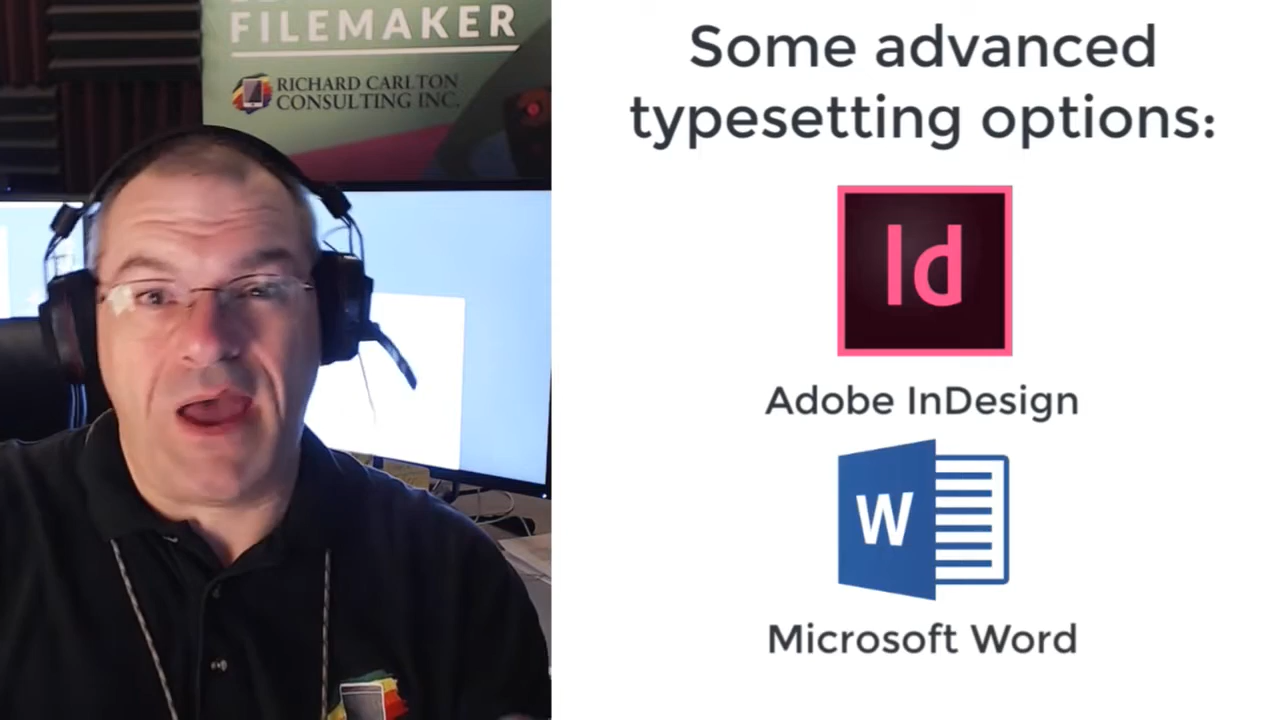 FILEMAKER
RICHARD CARLTON
CONSULTING INC.
Some advanced
typesetting options:
Id
Adobe InDesign
W
Microsoft Word